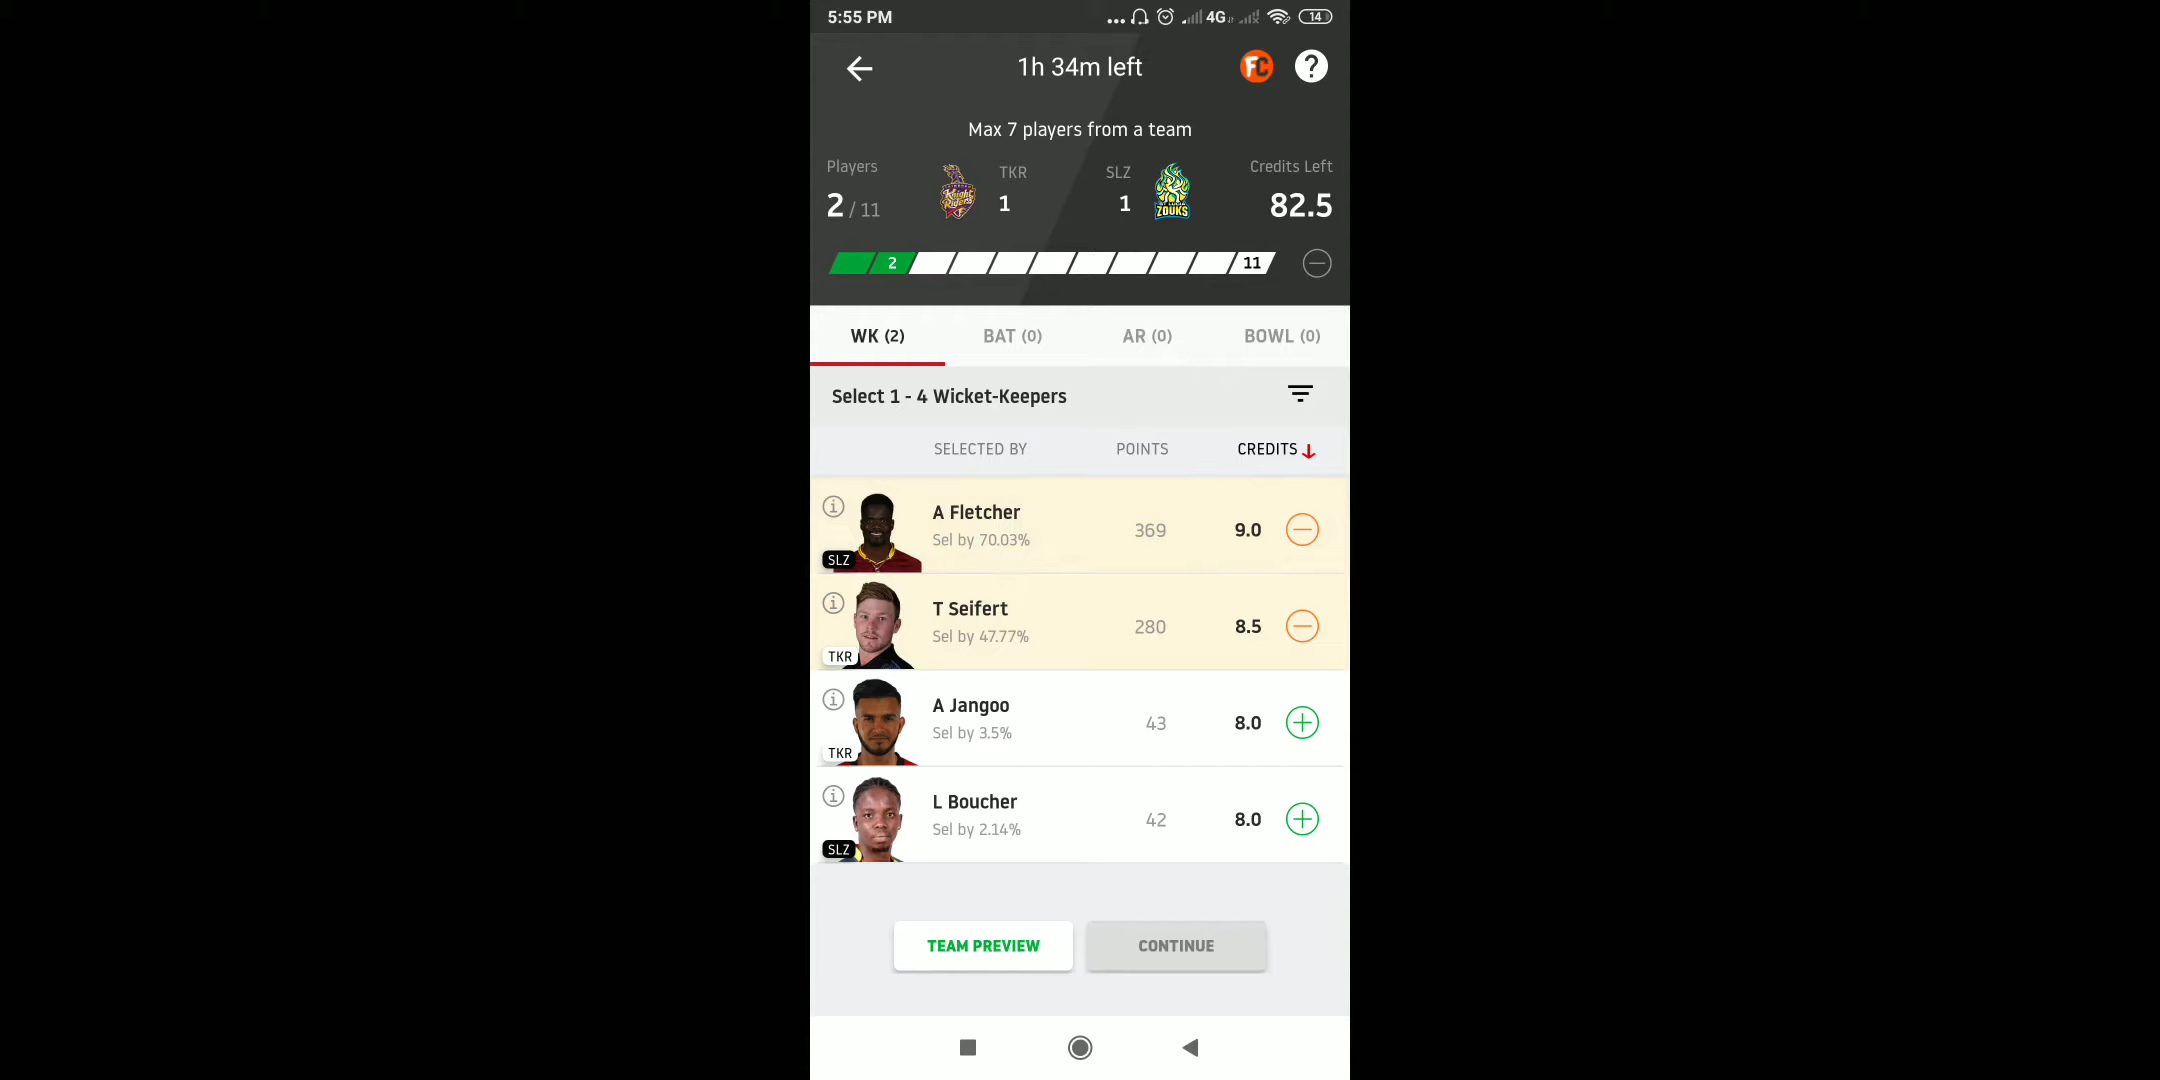 5:55 PM
4G
14
1h 34m left
FC
?
Max 7 players from a team
Players
TKR
SLZ
Credits Left
2 / 11
Knight Riders
1
1
ZOUKS
82.5
2
11
WK (2)
BAT (0)
AR (0)
BOWL (0)
Select 1 - 4 Wicket-Keepers
SELECTED BY
POINTS
CREDITS
A Fletcher
Sel by 70.03%
369
9.0
SLZ
T Seifert
Sel by 47.77%
280
8.5
TKR
A Jangoo
Sel by 3.5%
43
8.0
TKR
L Boucher
Sel by 2.14%
42
8.0
SLZ
TEAM PREVIEW
CONTINUE